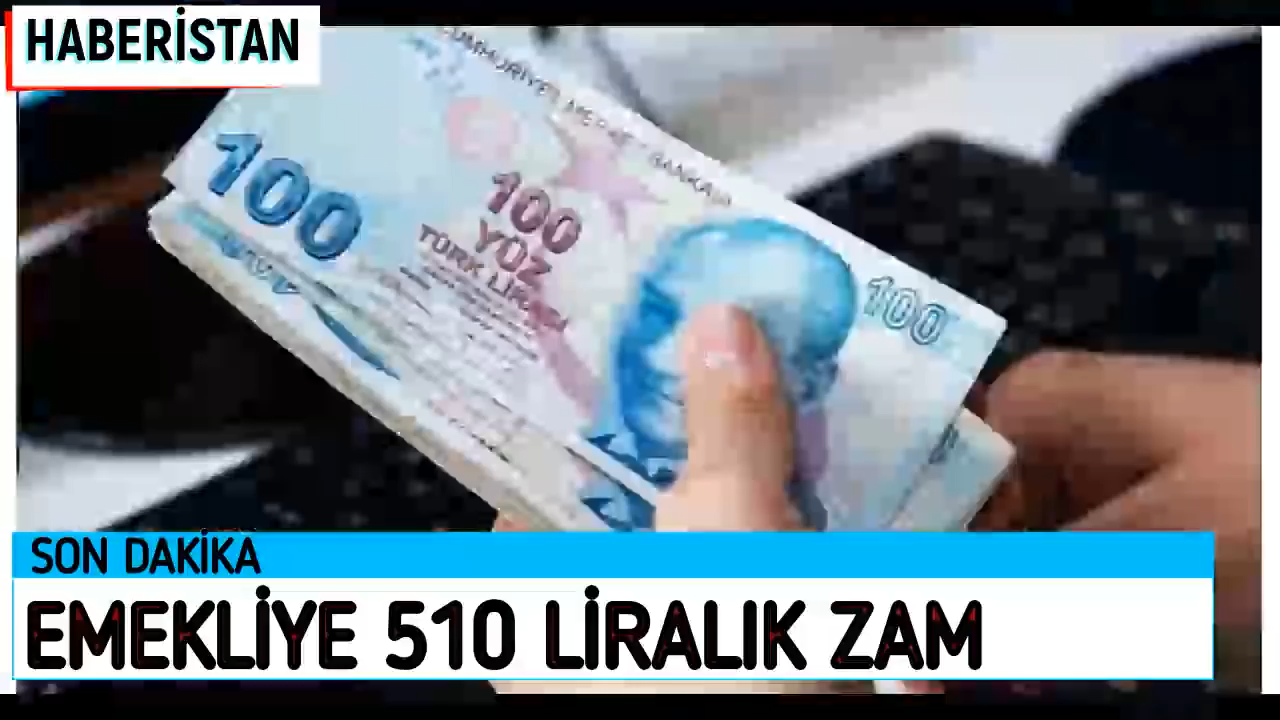 HABERİSTAN
100
100
YÜZ
TÜRK LİRASI
100
SON DAKİKA
EMEKLİYE 510 LİRALIK ZAM